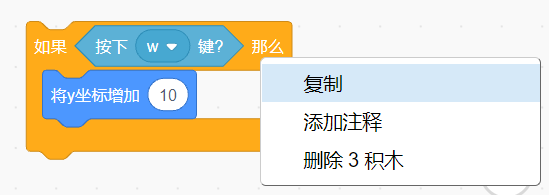 如果 按下 w 键? 那么
将y坐标增加 10
复制
添加注释
删除 3 积木